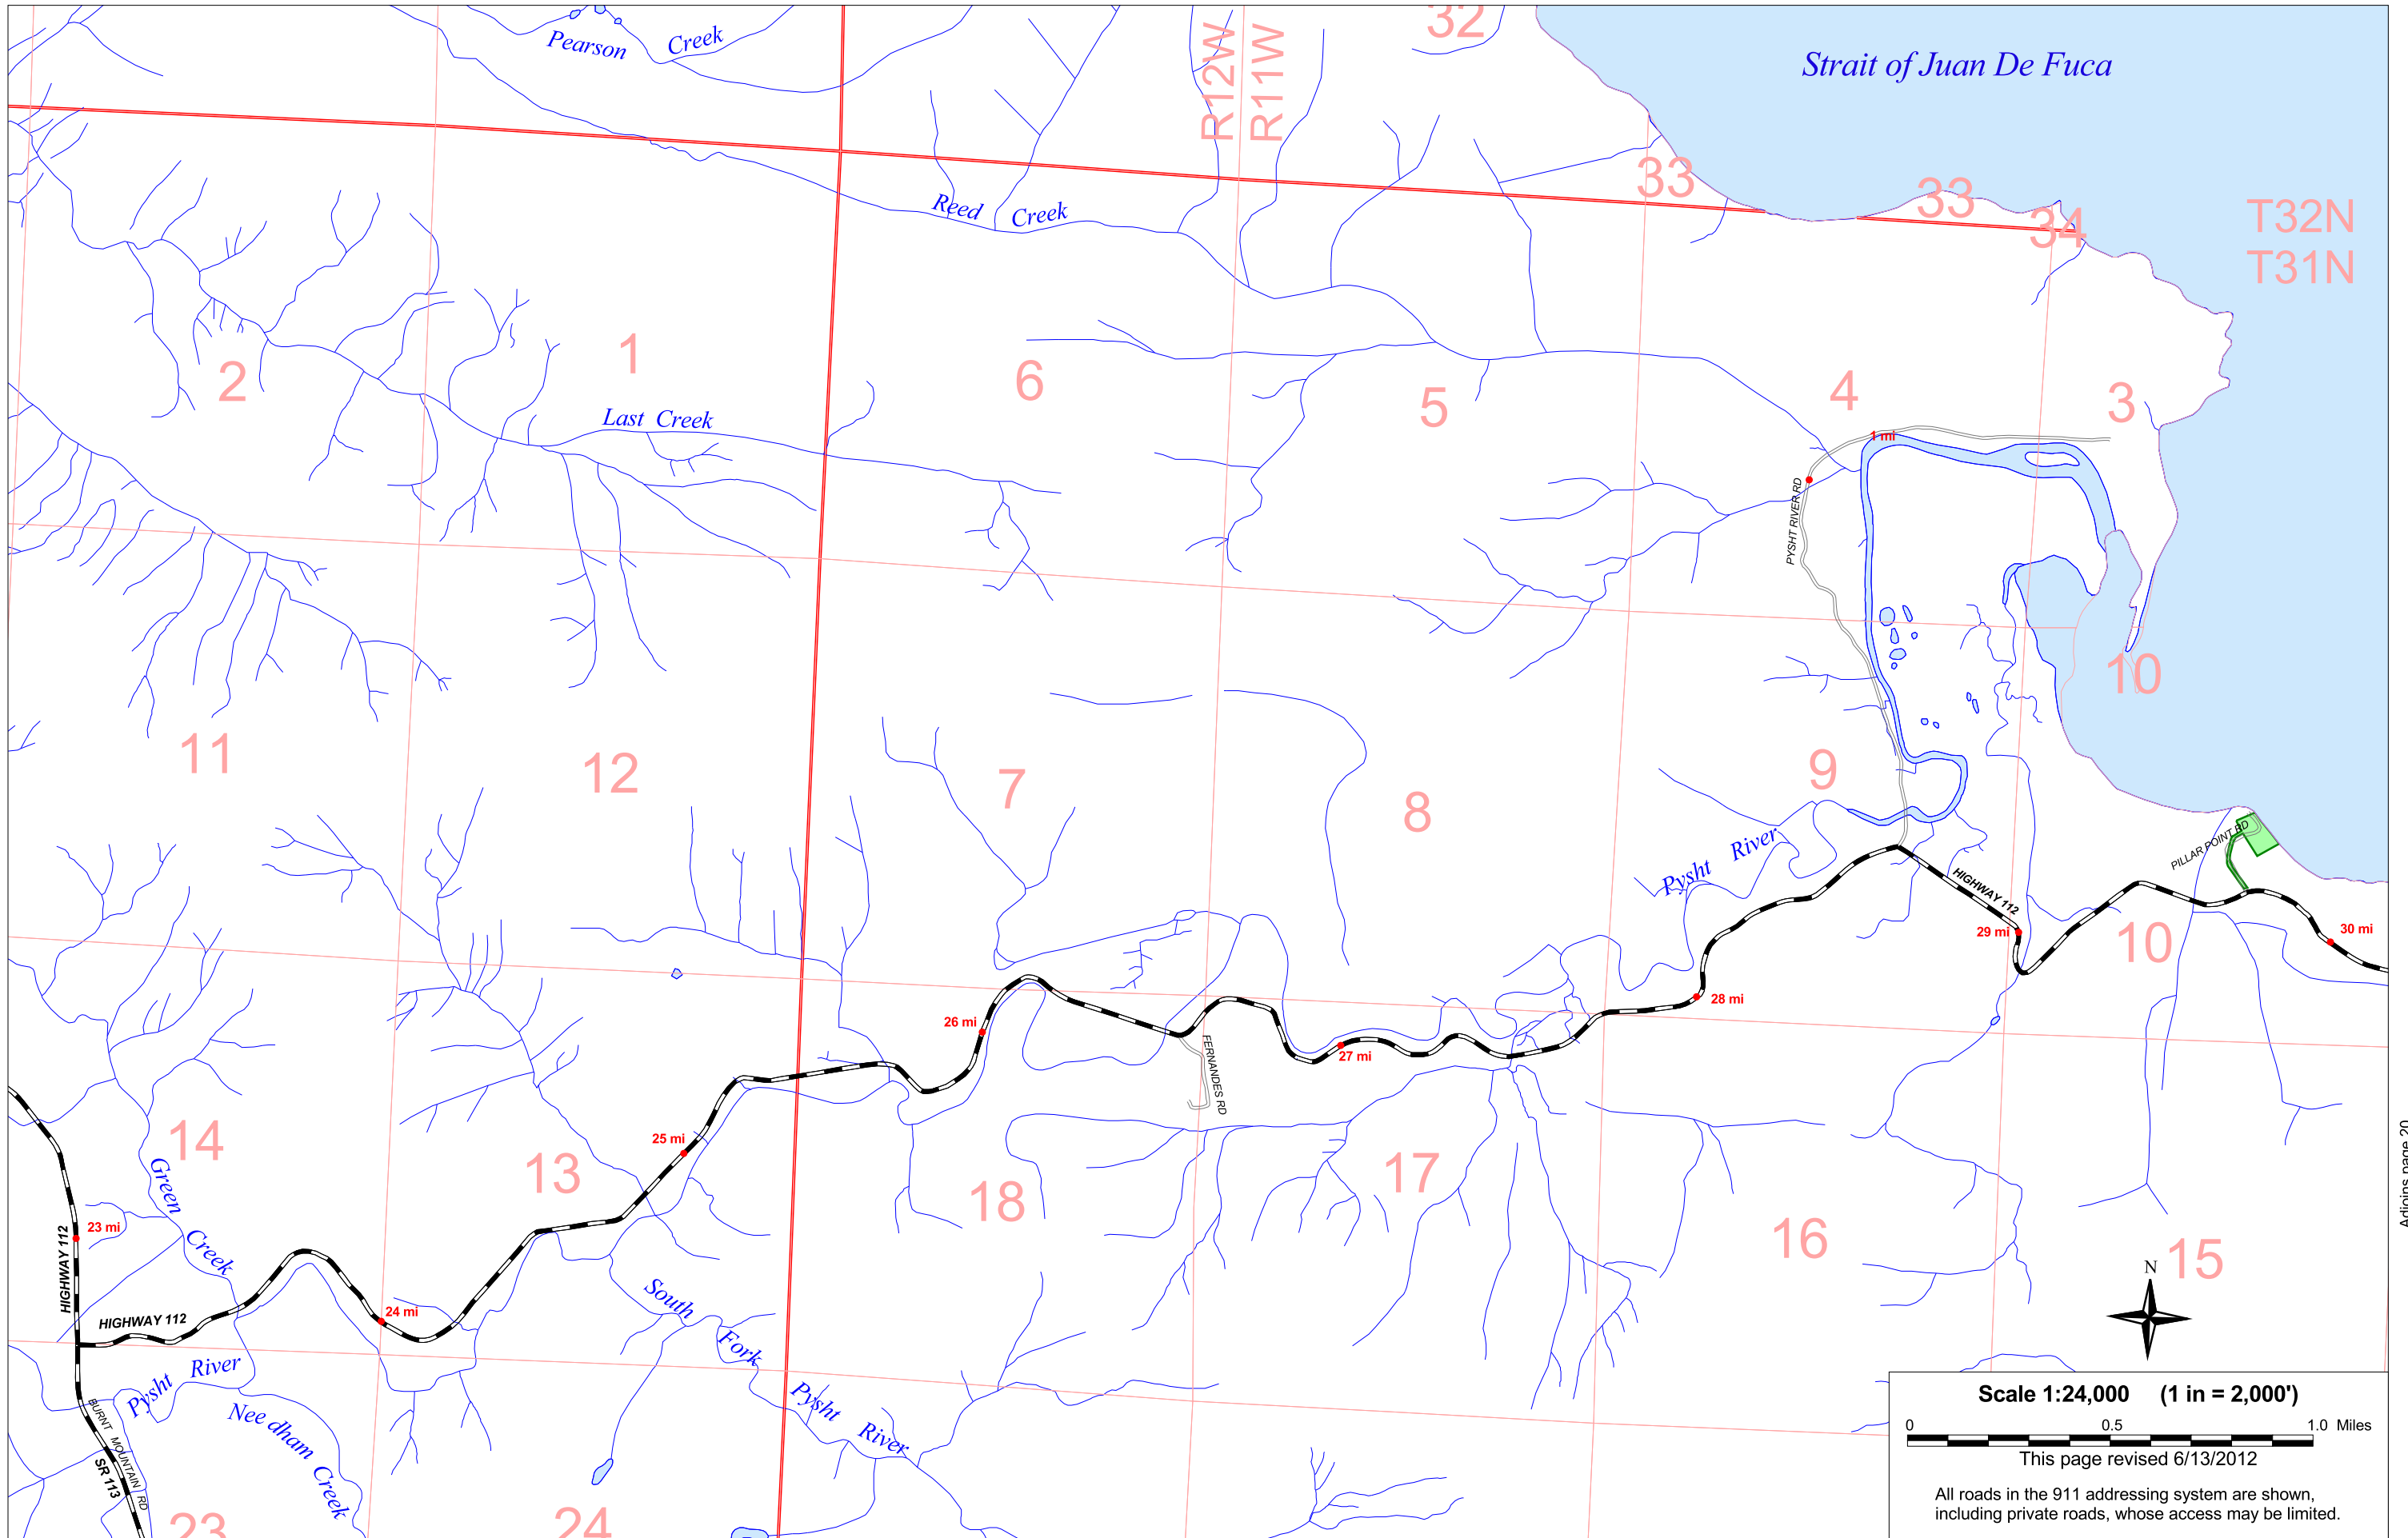 Pearson Creek
32
Strait of Juan De Fuca
R12W
R11W
33
33
34
T32N
T31N
Reed Creek
2
1
6
5
4
3
Last Creek
1 mi
PYSHT RIVER RD
10
11
12
7
8
9
Pysht River
PILLAR POINT RD
HIGHWAY 112
29 mi
10
30 mi
28 mi
26 mi
27 mi
FERNANDES RD
25 mi
14
13
18
17
16
15
Green Creek
23 mi
HIGHWAY 112
HIGHWAY 112
24 mi
South Fork Pysht River
Pysht River
Nee dham Creek
BURNT MOUNTAIN RD
SR 113
23
24
Adjoins page 20
N
Scale 1:24,000 (1 in = 2,000')
0 0.5 1.0 Miles
This page revised 6/13/2012
All roads in the 911 addressing system are shown,
including private roads, whose access may be limited.